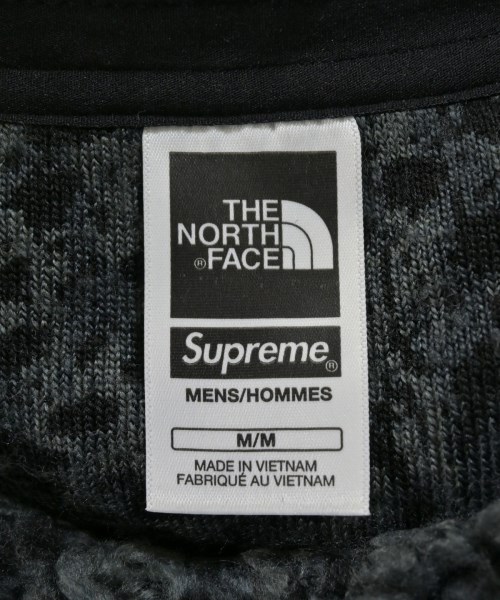 THE
NORTH
®FACE
Supreme®
MENS/HOMMES
M/M
MADE IN VIETNAM
FABRIQUÉ AU VIETNAM